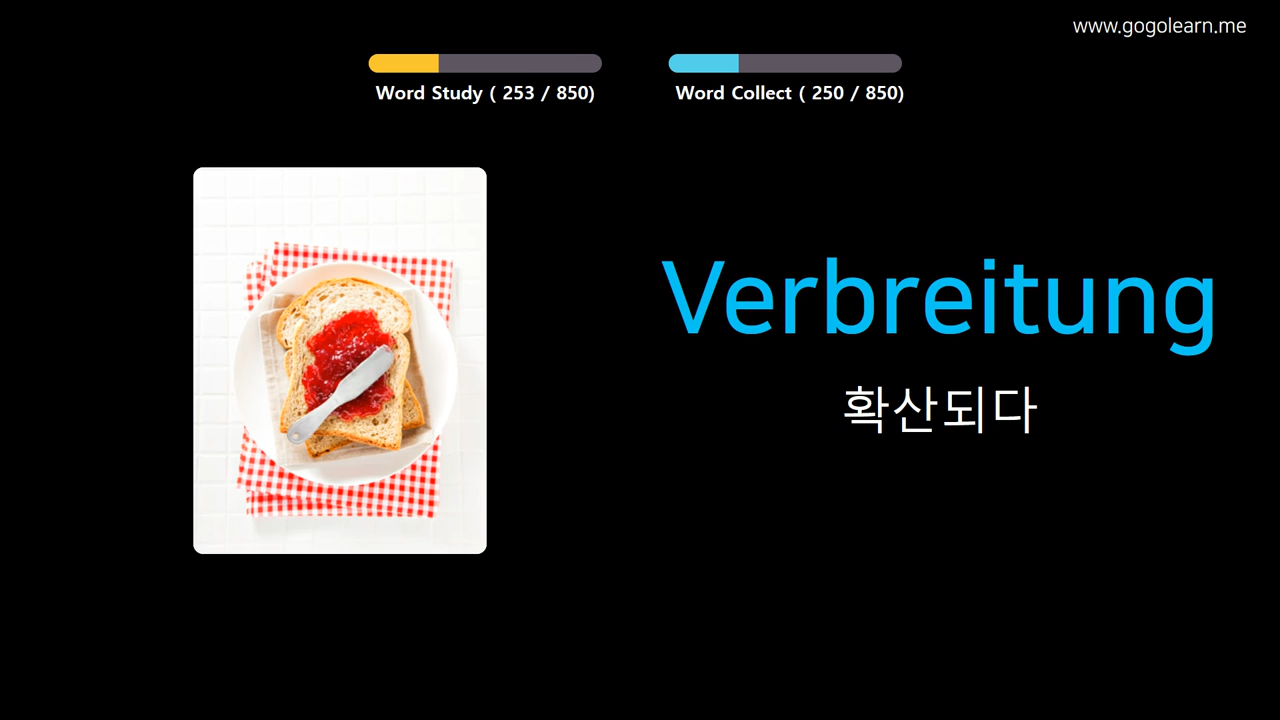 www.gogolearn.me
Word Study ( 253 / 850)
Word Collect ( 250 / 850)
Verbreitung
확산되다